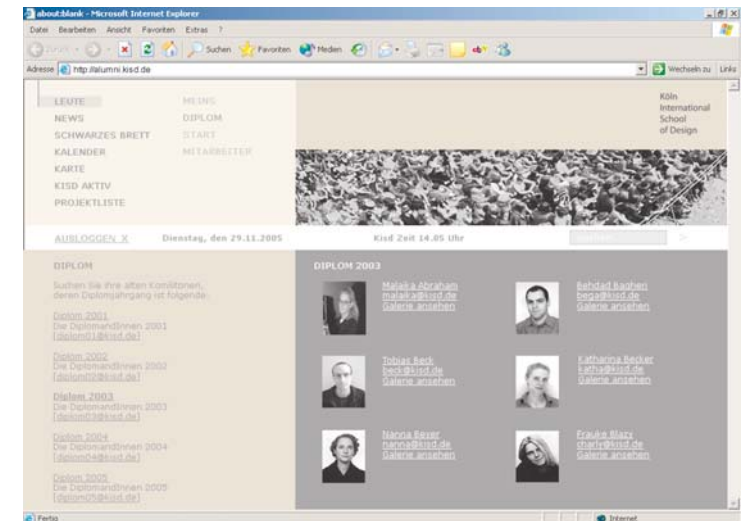 about:blank - Microsoft Internet Explorer
Datei Bearbeiten Ansicht Favoriten Extras ?
Zurück Suchen Favoriten Medien
Adresse http://alumni.kisd.de Wechseln zu Links
LEUTE
NEWS
SCHWARZES BRETT
KALENDER
KARTE
KISD AKTIV
PROJEKTLISTE
MEINS
DIPLOM
START
MITARBEITER
Köln
International
School
of Design
AUSLOGGEN X Dienstag, den 29.11.2005 Kisd Zeit 14.05 Uhr
DIPLOM
Suchen Sie Ihre alten Komilitonen,
deren Diplomjahrgang ist folgende:
Diplom 2001
Die DiplomandInnen 2001
[diplom01@kisd.de]
Diplom 2002
Die DiplomandInnen 2002
[diplom02@kisd.de]
Diplom 2003
Die DiplomandInnen 2003
[diplom03@kisd.de]
Diplom 2004
Die DiplomandInnen 2004
[diplom04@kisd.de]
Diplom 2005
Die DiplomandInnen 2005
[diplom05@kisd.de]
DIPLOM 2003
Malaika Abraham
malaika@kisd.de
Galerie ansehen
Behdad Bagheri
bega@kisd.de
Galerie ansehen
Tobias Beck
beck@kisd.de
Galerie ansehen
Katharina Becker
katha@kisd.de
Galerie ansehen
Nanna Beyer
nanna@kisd.de
Galerie ansehen
Frauke Blazy
charly@kisd.de
Galerie ansehen
Fertig Internet